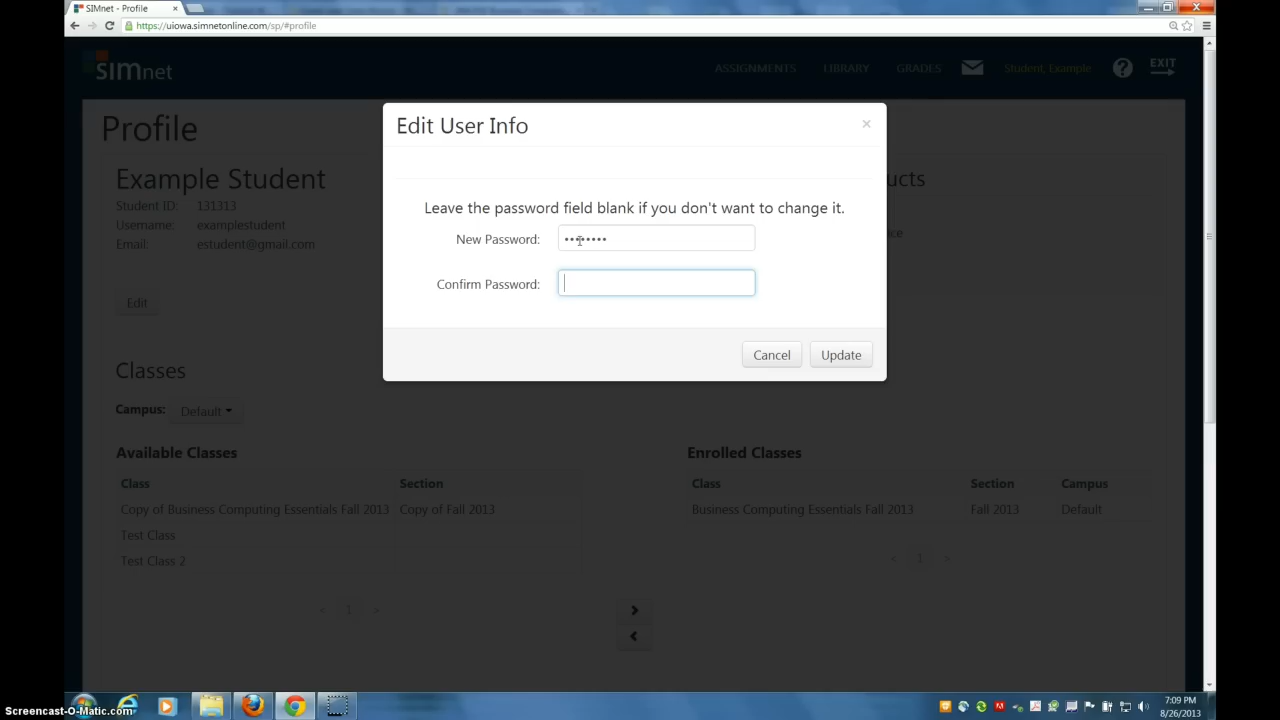 SIMnet - Profile
https://uiowa.simnetonline.com/sp/#profile
SIMnet
ASSIGNMENTS
LIBRARY
GRADES
Student, Example
EXIT
Profile
Edit User Info
Example Student
Student ID: 131313
Username: examplestudent
Email: estudent@gmail.com
Edit
Leave the password field blank if you don't want to change it.
New Password: ••••••••
Confirm Password:
Cancel
Update
Classes
Campus: Default
Available Classes
Class Section
Copy of Business Computing Essentials Fall 2013 Copy of Fall 2013
Test Class
Test Class 2
< 1 >
Enrolled Classes
Class Section Campus
Business Computing Essentials Fall 2013 Fall 2013 Default
< 1 >
7:09 PM
8/26/2013
Screencast-O-Matic.com